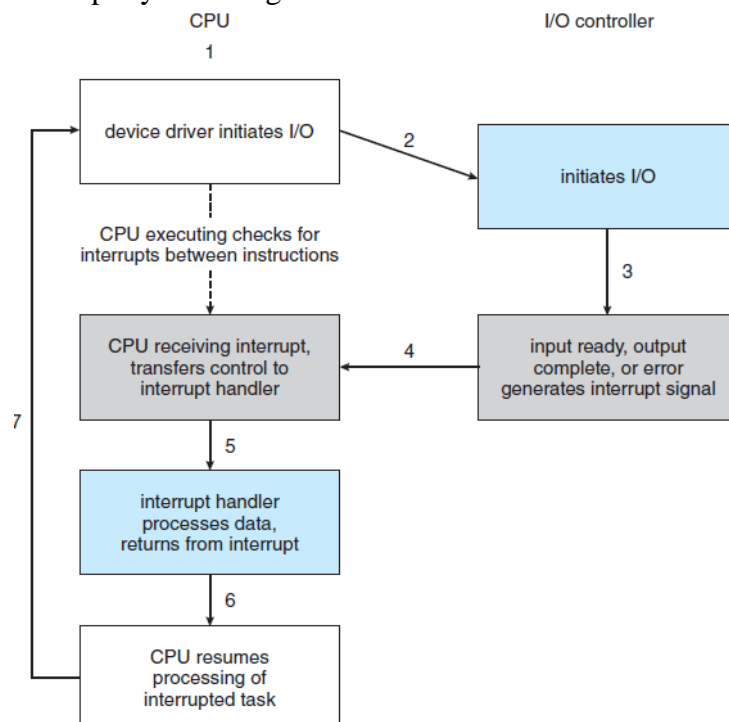 CPU
I/O controller
1
device driver initiates I/O
2
initiates I/O
CPU executing checks for
interrupts between instructions
3
CPU receiving interrupt,
transfers control to
interrupt handler
4
input ready, output
complete, or error
generates interrupt signal
7
5
interrupt handler
processes data,
returns from interrupt
6
CPU resumes
processing of
interrupted task